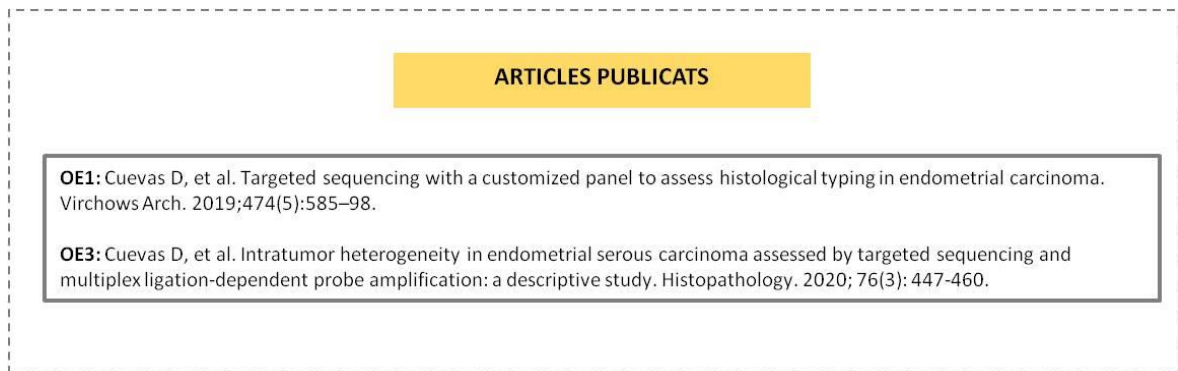 ARTICLES PUBLICATS
OE1: Cuevas D, et al. Targeted sequencing with a customized panel to assess histological typing in endometrial carcinoma.
Virchows Arch. 2019;474(5):585–98.
OE3: Cuevas D, et al. Intratumor heterogeneity in endometrial serous carcinoma assessed by targeted sequencing and
multiplex ligation-dependent probe amplification: a descriptive study. Histopathology. 2020; 76(3): 447-460.